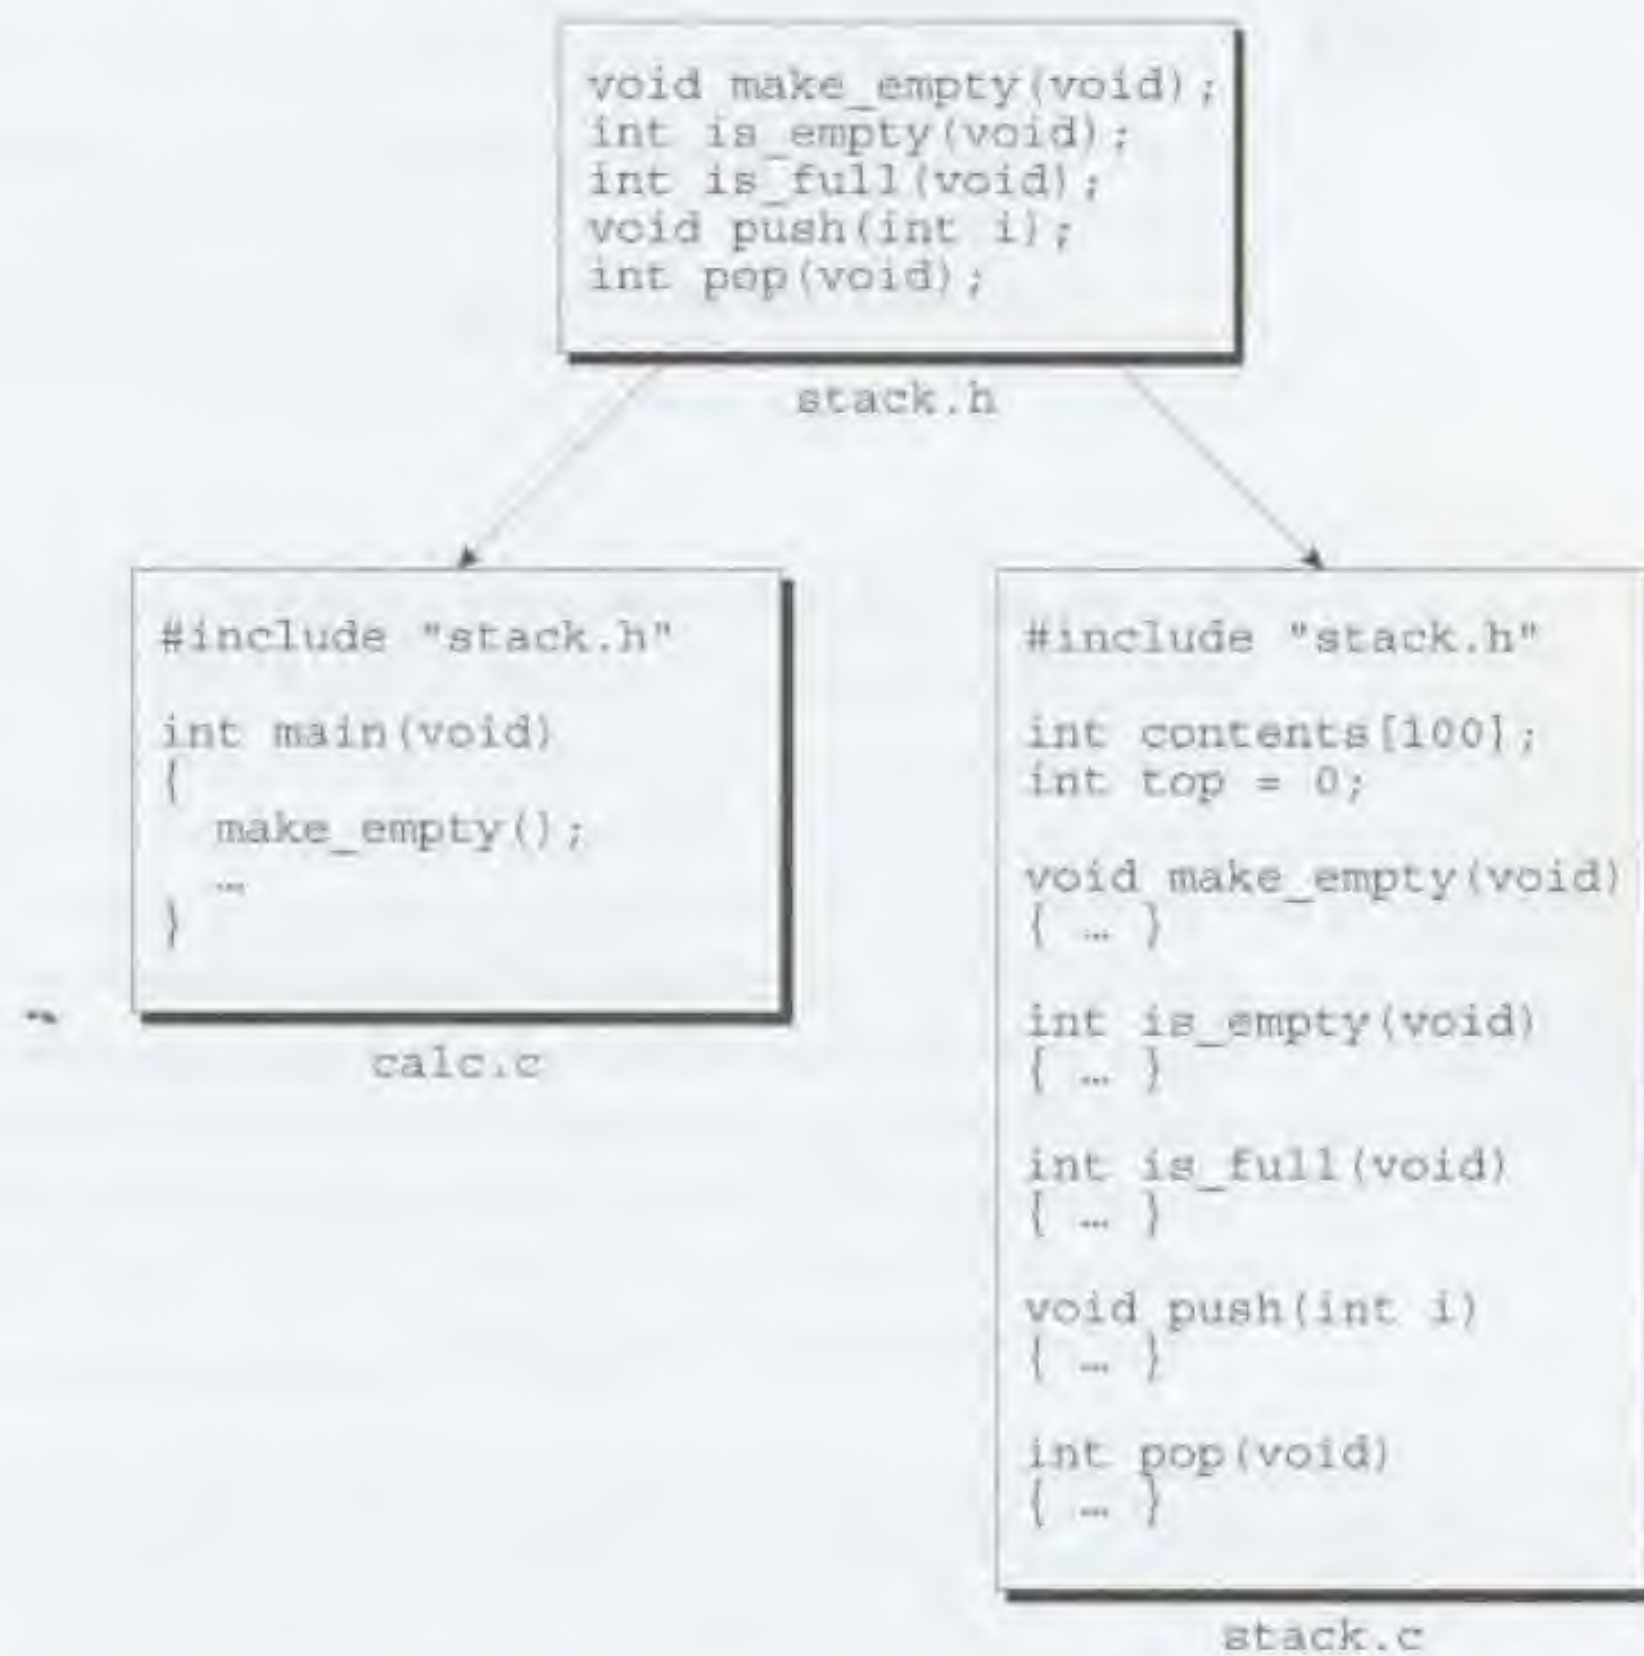 void make_empty(void);
int is_empty(void);
int is_full(void);
void push(int i);
int pop(void);
stack.h
#include "stack.h"
int main(void)
{
make_empty();
…
}
calc.c
#include "stack.h"
int contents[100];
int top = 0;
void make_empty(void)
{ … }
int is_empty(void)
{ … }
int is_full(void)
{ … }
void push(int i)
{ … }
int pop(void)
{ … }
stack.c